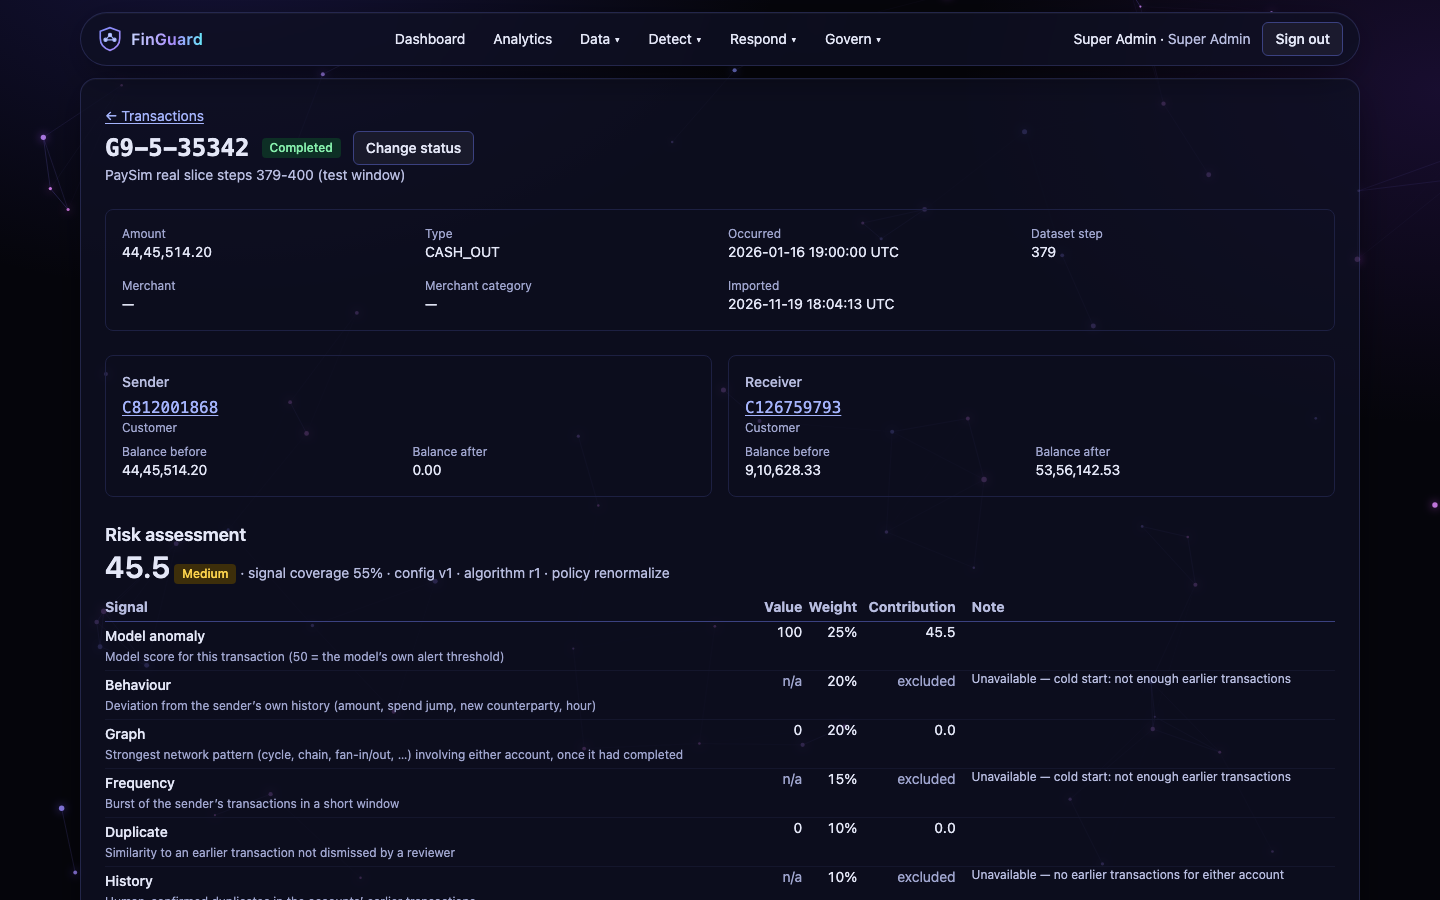 FinGuard
Dashboard Analytics Data ▾ Detect ▾ Respond ▾ Govern ▾
Super Admin · Super Admin Sign out
← Transactions
G9–5–35342 Completed Change status
PaySim real slice steps 379-400 (test window)
Amount Type Occurred Dataset step
44,45,514.20 CASH_OUT 2026-01-16 19:00:00 UTC 379
Merchant Merchant category Imported
— — 2026-11-19 18:04:13 UTC
Sender
C812001868
Customer
Balance before Balance after
44,45,514.20 0.00
Receiver
C126759793
Customer
Balance before Balance after
9,10,628.33 53,56,142.53
Risk assessment
45.5 Medium · signal coverage 55% · config v1 · algorithm r1 · policy renormalize
Signal Value Weight Contribution Note
Model anomaly 100 25% 45.5
Model score for this transaction (50 = the model's own alert threshold)
Behaviour n/a 20% excluded Unavailable — cold start: not enough earlier transactions
Deviation from the sender's own history (amount, spend jump, new counterparty, hour)
Graph 0 20% 0.0
Strongest network pattern (cycle, chain, fan-in/out, …) involving either account, once it had completed
Frequency n/a 15% excluded Unavailable — cold start: not enough earlier transactions
Burst of the sender's transactions in a short window
Duplicate 0 10% 0.0
Similarity to an earlier transaction not dismissed by a reviewer
History n/a 10% excluded Unavailable — no earlier transactions for either account